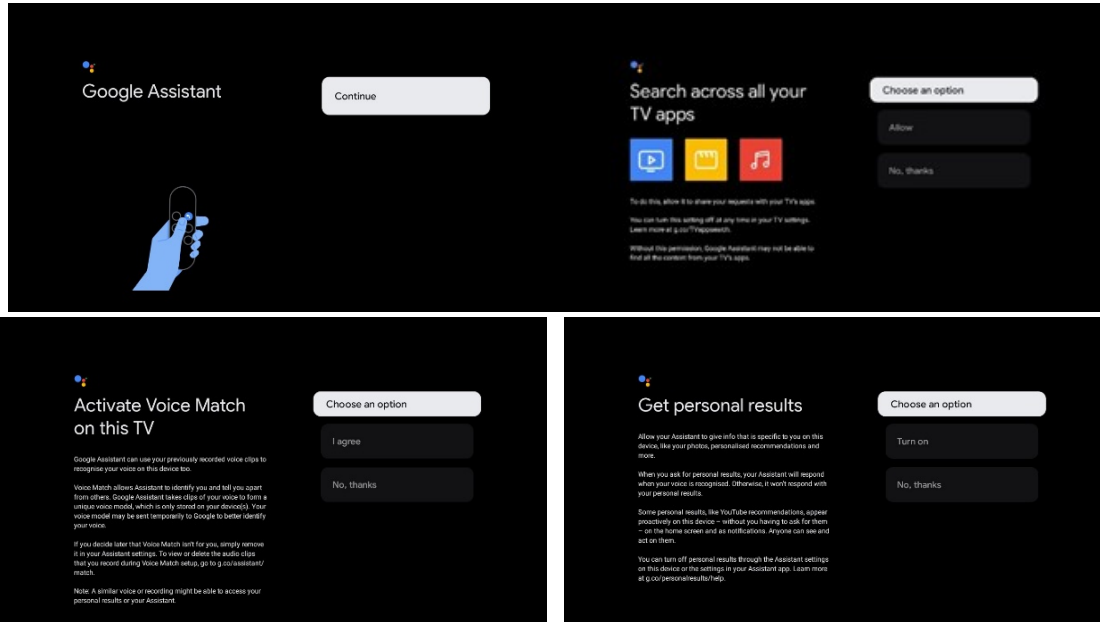 Google Assistant
Continue
Search across all your
TV apps
To do this, allow it to share your requests with your TV's apps.
You can turn this setting off at any time in your TV settings.
Learn more at g.co/TVappsearch.
Without this permission, Google Assistant may not be able to
find all the content from your TV's apps.
Choose an option
Allow
No, thanks
Activate Voice Match
on this TV
Google Assistant can use your previously recorded voice clips to
recognise your voice on this device too.
Voice Match allows Assistant to identify you and tell you apart
from others. Google Assistant takes clips of your voice to form a
unique voice model, which is only stored on your device(s). Your
voice model may be sent temporarily to Google to better identify
your voice.
If you decide later that Voice Match isn't for you, simply remove
it in your Assistant settings. To view or delete the audio clips
that you record during Voice Match setup, go to g.co/assistant/
match.
Note: A similar voice or recording might be able to access your
personal results or your Assistant.
Choose an option
I agree
No, thanks
Get personal results
Allow your Assistant to give info that is specific to you on this
device, like your photos, personalised recommendations and
more.
When you ask for personal results, your Assistant will respond
when your voice is recognised. Otherwise, it won't respond with
your personal results.
Some personal results, like YouTube recommendations, appear
proactively on this device – without you having to ask for them
– on the home screen and as notifications. Anyone can see and
act on them.
You can turn off personal results through the Assistant settings
on this device or the settings in your Assistant app. Learn more
at g.co/personalresults/help.
Choose an option
Turn on
No, thanks